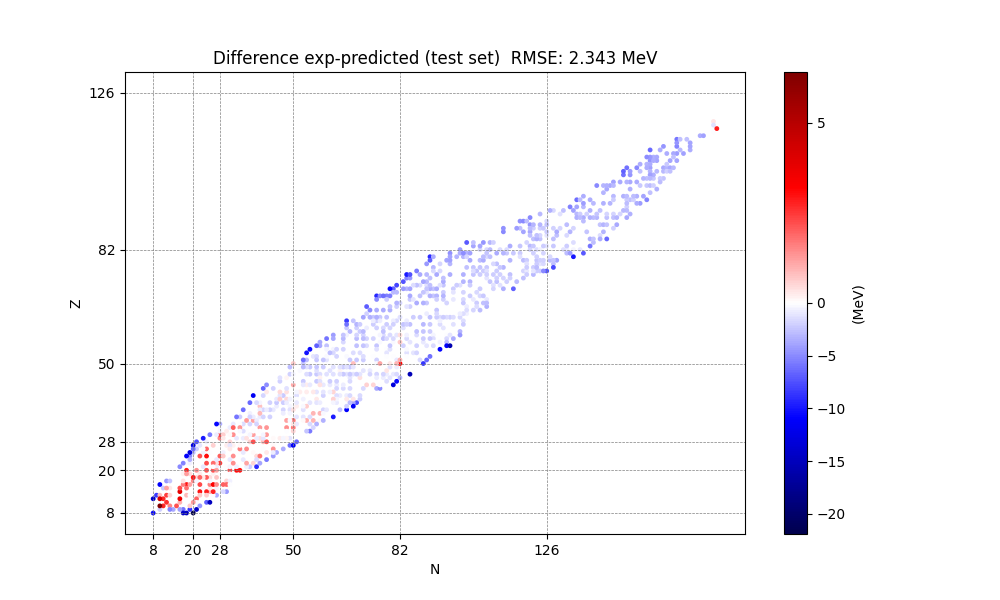 Difference exp-predicted (test set)  RMSE: 2.343 MeV
126
82
50
28
20
8
Z
8 20 28 50 82 126
N
5
0
−5
−10
−15
−20
(MeV)